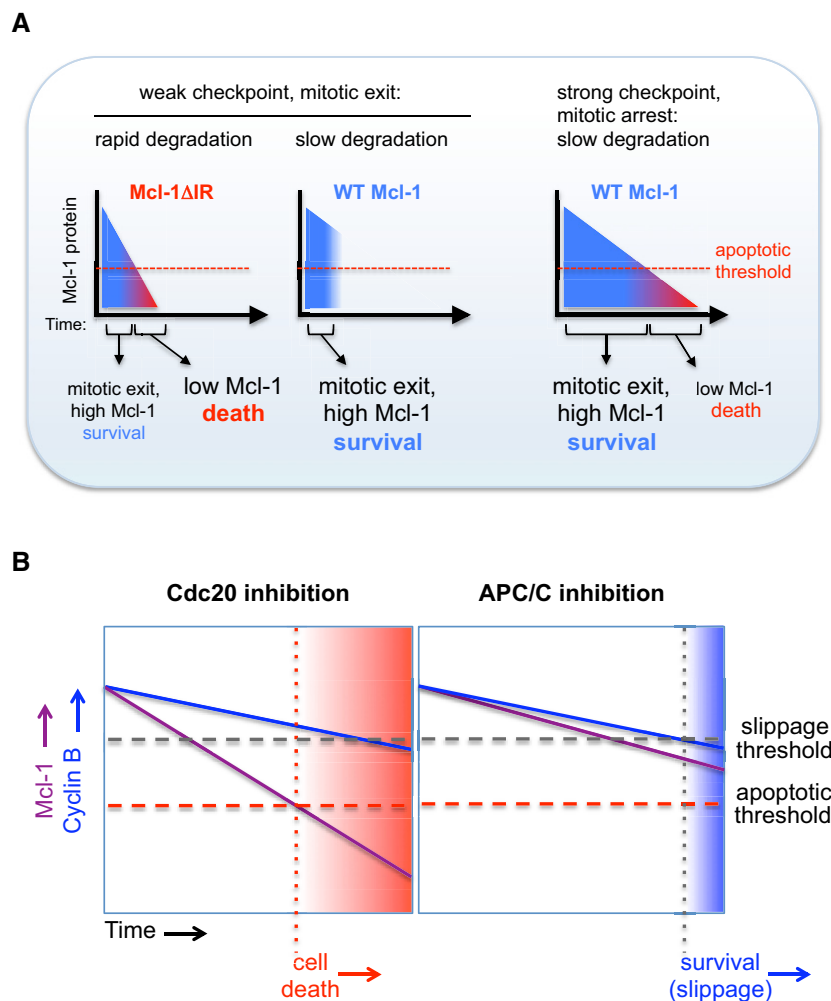 A
weak checkpoint, mitotic exit:
rapid degradation
slow degradation
strong checkpoint,
mitotic arrest:
slow degradation
Mcl-1ΔIR
WT Mcl-1
WT Mcl-1
Mcl-1 protein
apoptotic
threshold
Time:
mitotic exit,
high Mcl-1
survival
low Mcl-1
death
mitotic exit,
high Mcl-1
survival
mitotic exit,
high Mcl-1
survival
low Mcl-1
death
B
Cdc20 inhibition
APC/C inhibition
Mcl-1
Cyclin B
slippage
threshold
apoptotic
threshold
Time
cell
death
survival
(slippage)